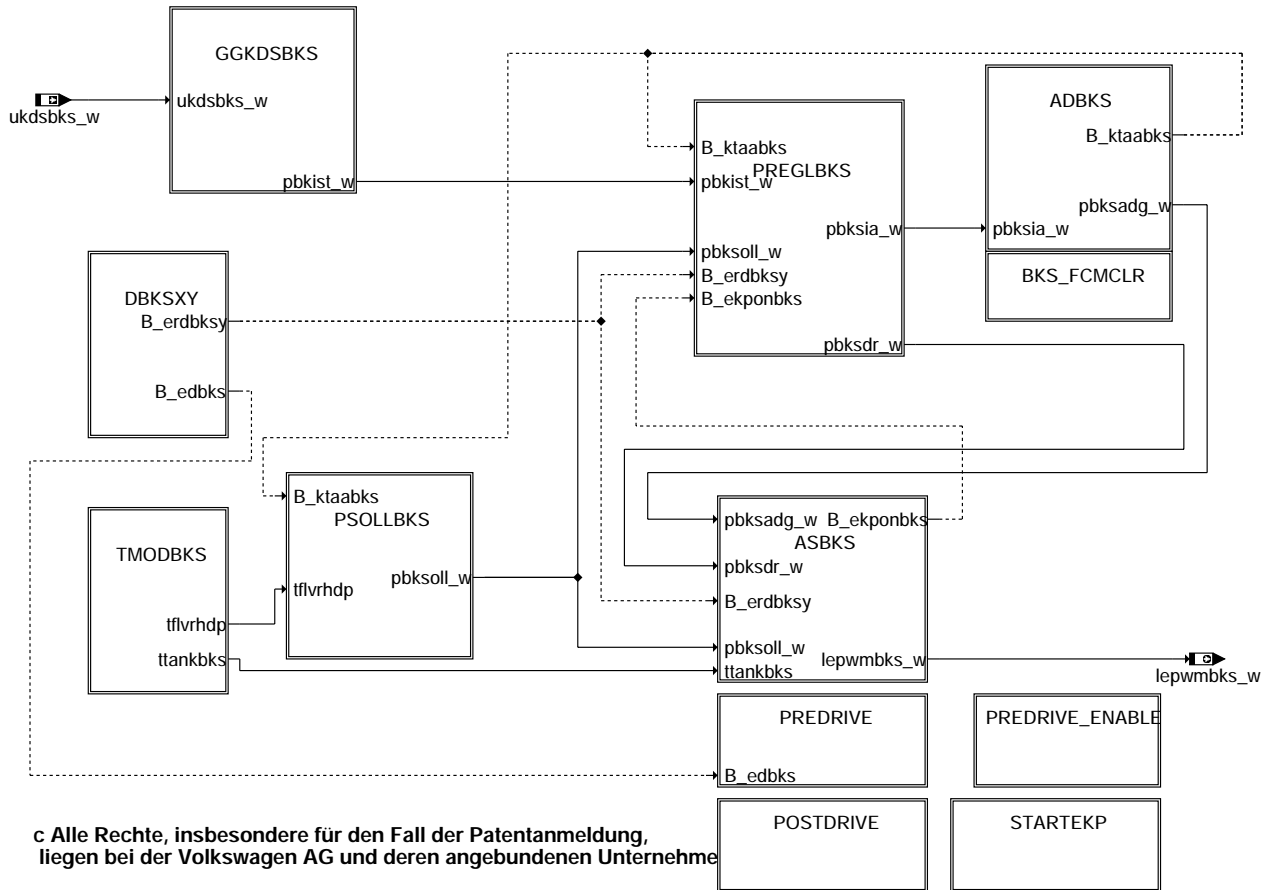 GGKDSBKS
ukdsbks_w
ukdsbks_w
pbkist_w
B_ktaabks
PREGLBKS
pbkist_w
pbksia_w
pbksoll_w
B_erdbksy
B_ekponbks
pbksdr_w
ADBKS
B_ktaabks
pbksadg_w
pbksia_w
BKS_FCMCLR
DBKSXY
B_erdbksy
B_edbks
B_ktaabks
PSOLLBKS
tflvrhdp
pbksoll_w
TMODBKS
tflvrhdp
ttankbks
pbksadg_w B_ekponbks
ASBKS
pbksdr_w
B_erdbksy
pbksoll_w
lepwmbks_w
ttankbks
lepwmbks_w
PREDRIVE
B_edbks
PREDRIVE_ENABLE
POSTDRIVE
STARTEKP
c Alle Rechte, insbesondere für den Fall der Patentanmeldung,
liegen bei der Volkswagen AG und deren angebundenen Unternehme